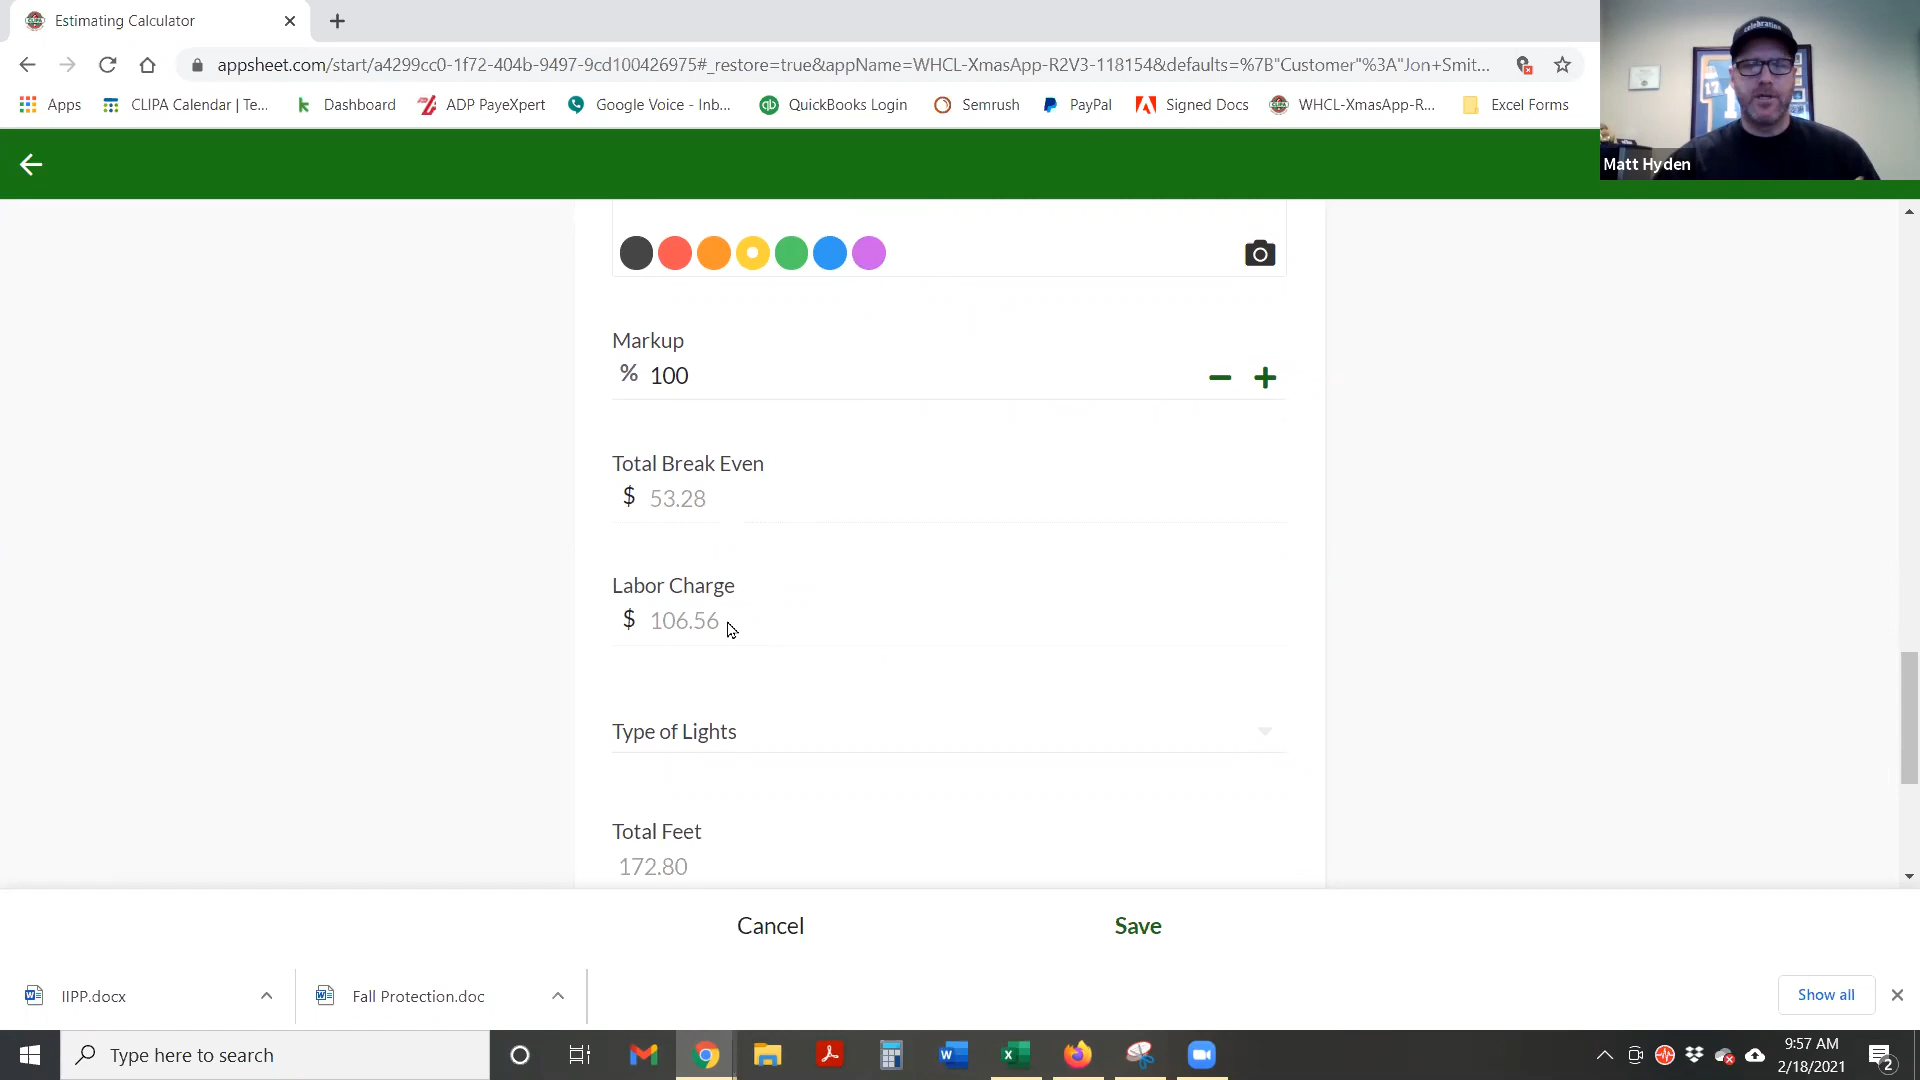 Estimating Calculator
appsheet.com/start/a4299cc0-1f72-404b-9497-9cd100426975#_restore=true&appName=WHCL-XmasApp-R2V3-118154&defaults=%7B"Customer"%3A"Jon+Smit...
Apps CLIPA Calendar | Te... Dashboard ADP PayeXpert Google Voice - Inb... QuickBooks Login Semrush PayPal Signed Docs WHCL-XmasApp-R... Excel Forms
celebration
17
Matt Hyden
Markup
% 100
Total Break Even
$ 53.28
Labor Charge
$ 106.56
Type of Lights
Total Feet
172.80
Cancel Save
IIPP.docx Fall Protection.doc Show all
Type here to search
9:57 AM
2/18/2021
2